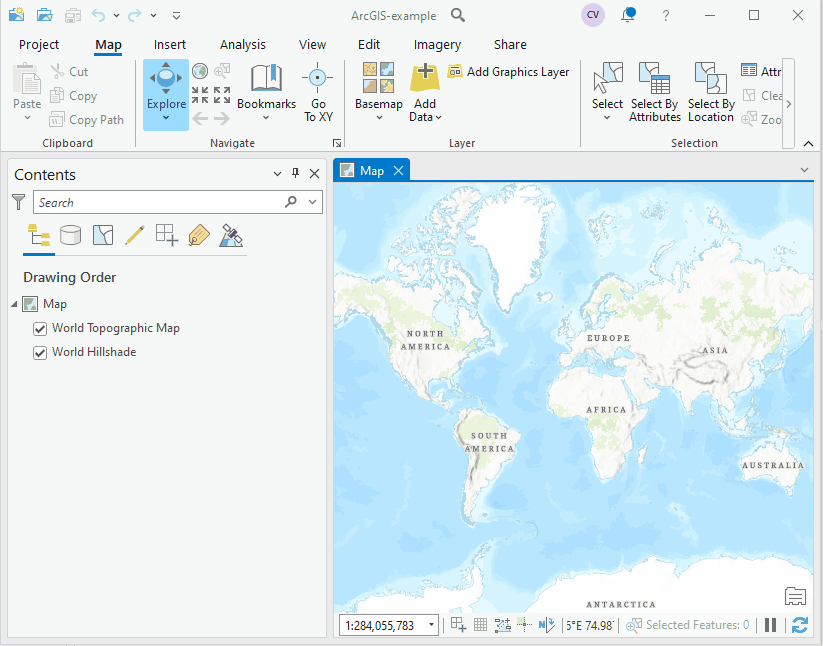 ArcGIS-example
CV
?
Project Map Insert Analysis View Edit Imagery Share
Paste
Cut
Copy
Copy Path
Clipboard
Explore
Bookmarks
Go
To XY
Navigate
Basemap
Add
Data
Add Graphics Layer
Layer
Select
Select By
Attributes
Select By
Location
Attr
Clea
Zoo
Selection
Contents
Search
Drawing Order
Map
World Topographic Map
World Hillshade
Map
NORTH
AMERICA
EUROPE
ASIA
AFRICA
SOUTH
AMERICA
AUSTRALIA
ANTARCTICA
1:284,055,783
5°E 74.98
Selected Features: 0